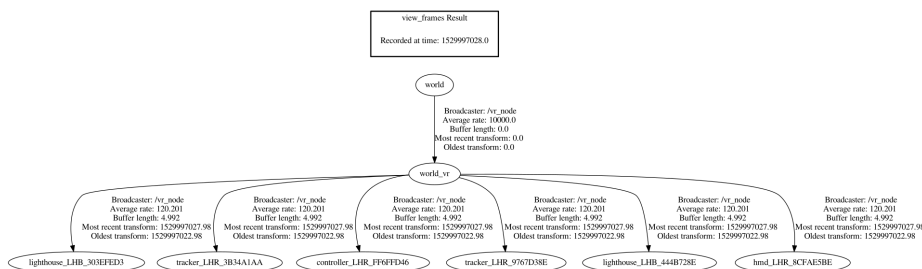 view_frames Result
Recorded at time: 1529997028.0
world
Broadcaster: /vr_node
Average rate: 10000.0
Buffer length: 0.0
Most recent transform: 0.0
Oldest transform: 0.0
world_vr
Broadcaster: /vr_node
Average rate: 120.201
Buffer length: 4.992
Most recent transform: 1529997027.98
Oldest transform: 1529997022.98
Broadcaster: /vr_node
Average rate: 120.201
Buffer length: 4.992
Most recent transform: 1529997027.98
Oldest transform: 1529997022.98
Broadcaster: /vr_node
Average rate: 120.201
Buffer length: 4.992
Most recent transform: 1529997027.98
Oldest transform: 1529997022.98
Broadcaster: /vr_node
Average rate: 120.201
Buffer length: 4.992
Most recent transform: 1529997027.98
Oldest transform: 1529997022.98
Broadcaster: /vr_node
Average rate: 120.201
Buffer length: 4.992
Most recent transform: 1529997027.98
Oldest transform: 1529997022.98
Broadcaster: /vr_node
Average rate: 120.201
Buffer length: 4.992
Most recent transform: 1529997027.98
Oldest transform: 1529997022.98
lighthouse_LHB_303EFED3
tracker_LHR_3B34A1AA
controller_LHR_FF6FFD46
tracker_LHR_9767D38E
lighthouse_LHB_444B728E
hmd_LHR_8CFAE5BE